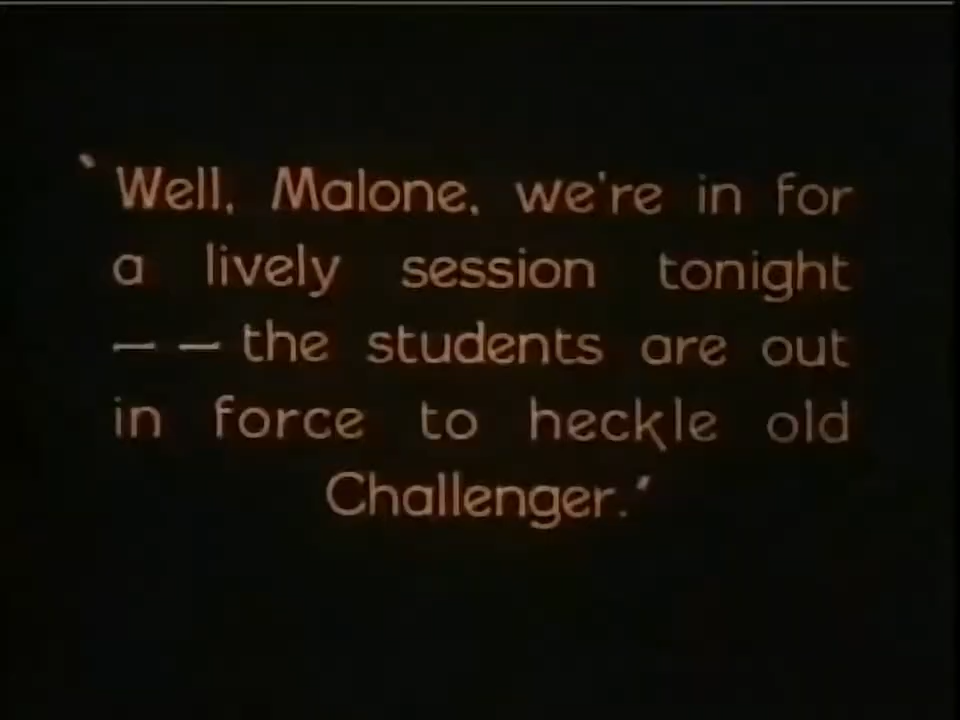 ‵Well, Malone, we're in for
a lively session tonight
— — the students are out
in force to heckle old
Challenger.′